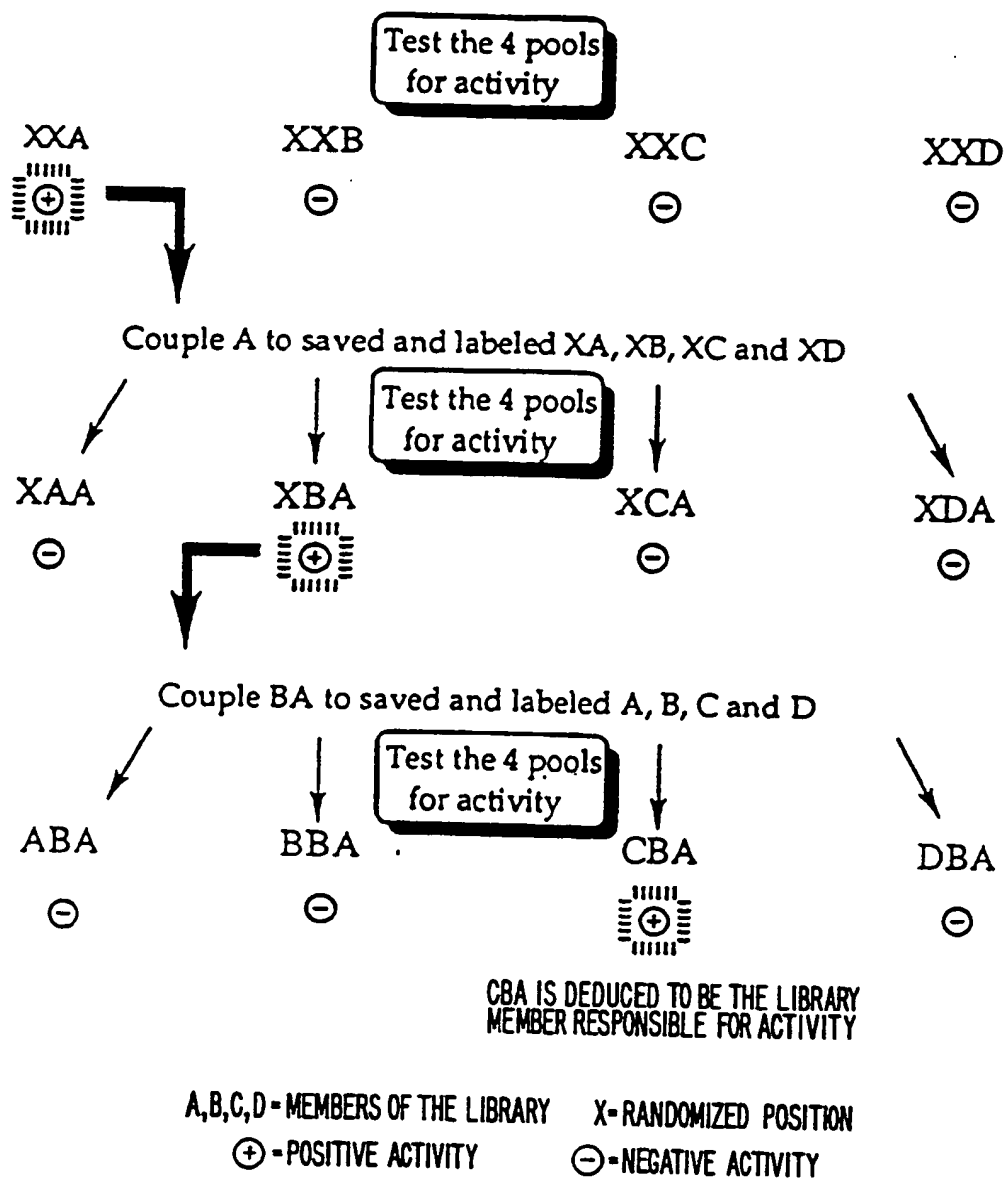 Test the 4 pools
for activity
XXA XXB XXC XXD
+ − − −
Couple A to saved and labeled XA, XB, XC and XD
Test the 4 pools
for activity
XAA XBA XCA XDA
− + − −
Couple BA to saved and labeled A, B, C and D
Test the 4 pools
for activity
ABA BBA CBA DBA
− − + −
CBA IS DEDUCED TO BE THE LIBRARY
MEMBER RESPONSIBLE FOR ACTIVITY
A,B,C,D = MEMBERS OF THE LIBRARY X= RANDOMIZED POSITION
⊕ = POSITIVE ACTIVITY ⊖ = NEGATIVE ACTIVITY